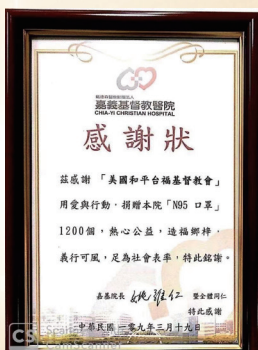 嘉義基督教醫院
CHIA-YI CHRISTIAN HOSPITAL
感謝狀
茲感謝「美國和平台福基督教會」
用愛與行動，捐贈本院「N95 口罩」
1200個，熱心公益，造福鄉梓，
義行可風，足為社會表率，特此銘謝。
嘉基院長 姚維仁 暨全體同仁
特此感謝
中華民國 一〇九年三月十九日
CS